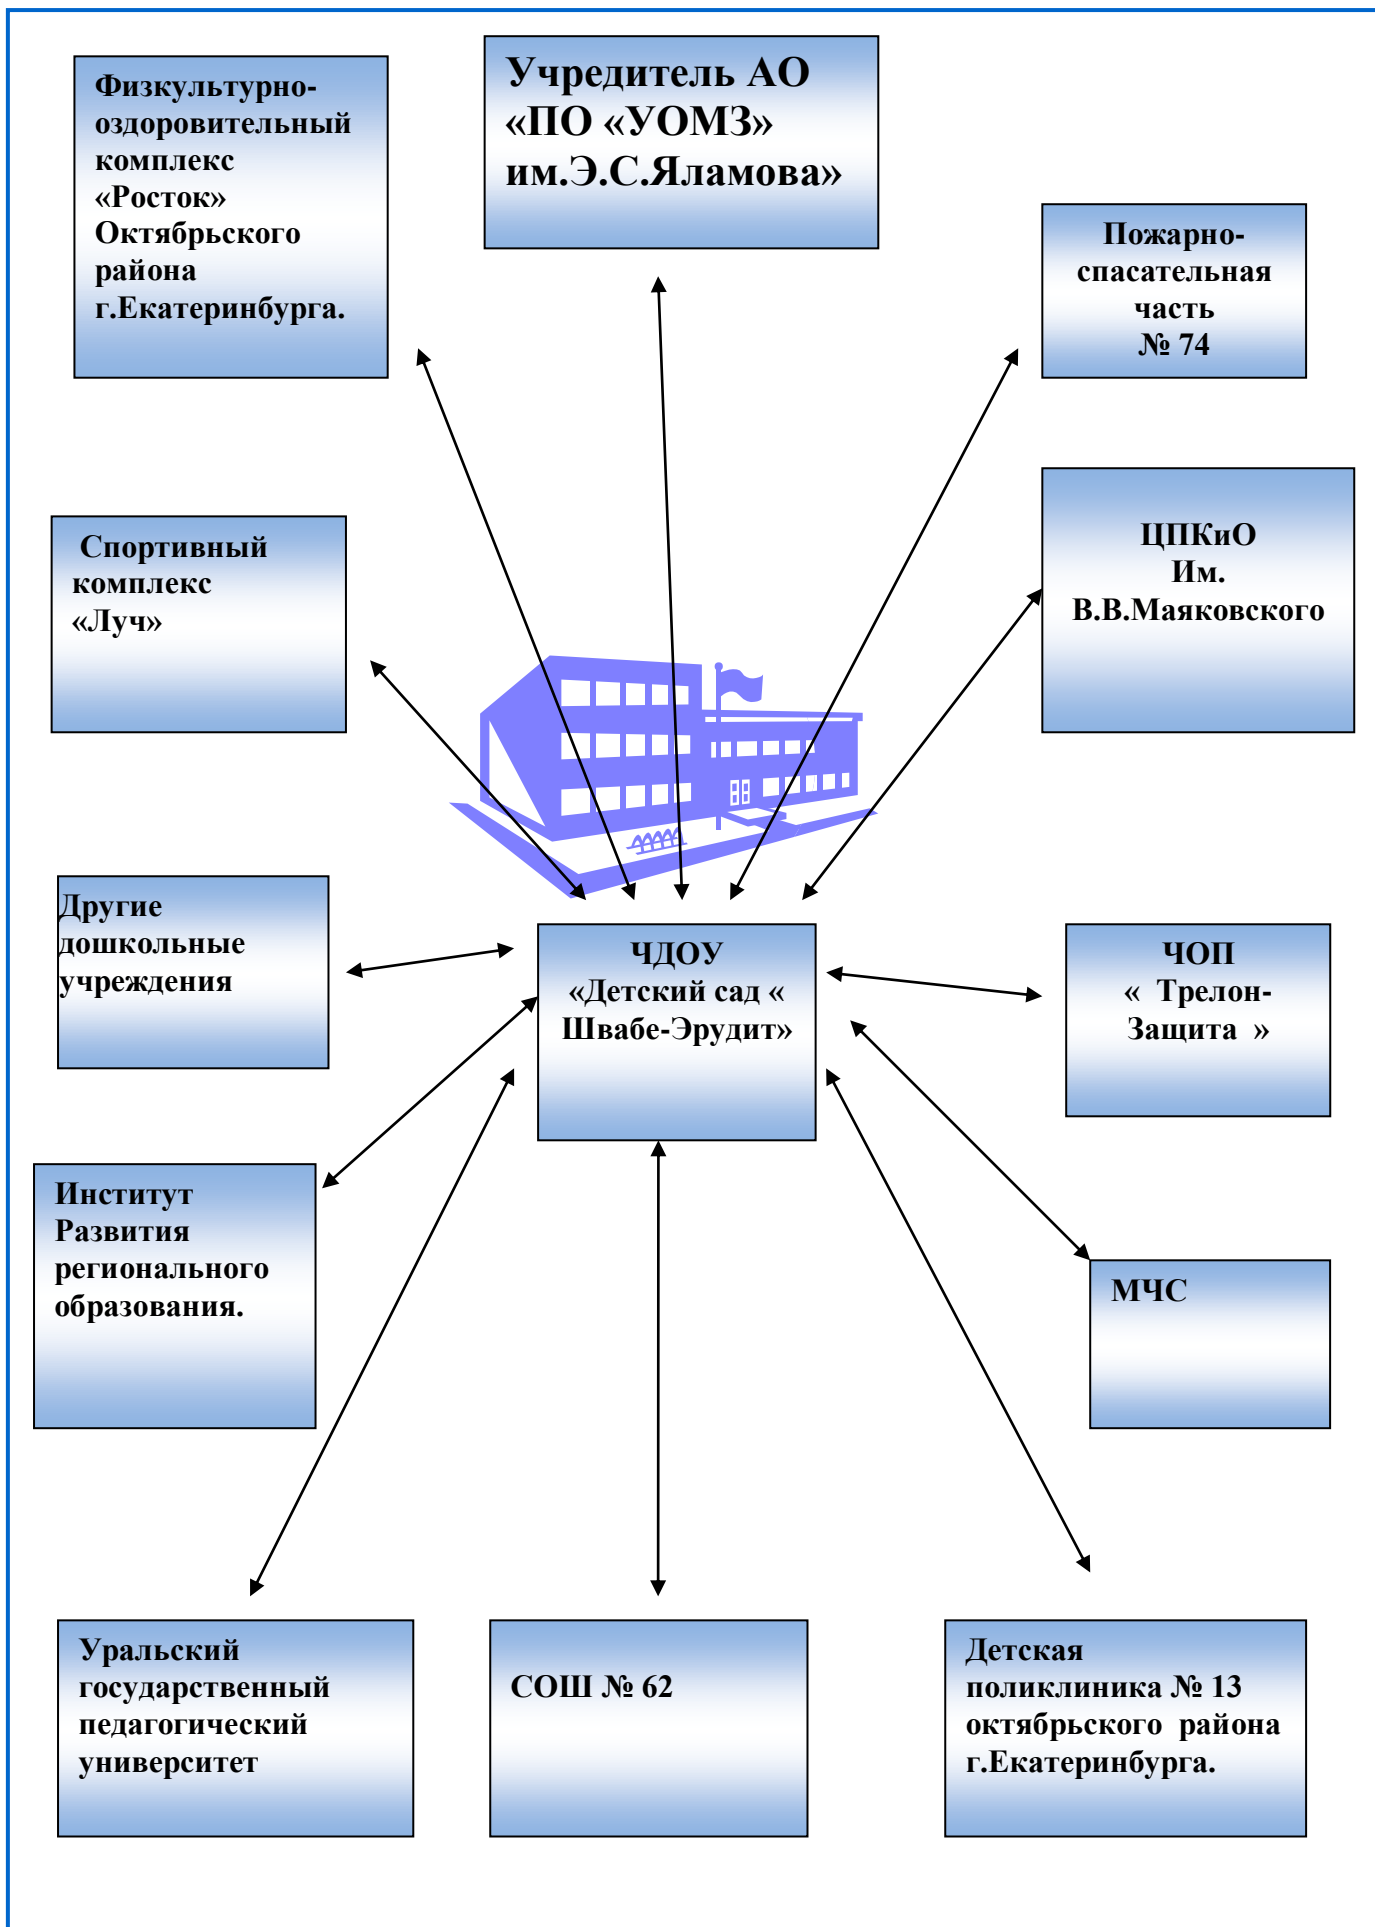 Физкультурно-
оздоровительный
комплекс
«Росток»
Октябрьского
района
г.Екатеринбурга.
Учредитель АО
«ПО «УОМЗ»
им.Э.С.Яламова»
Пожарно-
спасательная
часть
№ 74
Спортивный
комплекс
«Луч»
ЦПКиО
Им.
В.В.Маяковского
Другие
дошкольные
учреждения
ЧДОУ
«Детский сад «
Швабе-Эрудит»
ЧОП
« Трелон-
Защита »
Институт
Развития
регионального
образования.
МЧС
Уральский
государственный
педагогический
университет
СОШ № 62
Детская
поликлиника № 13
октябрьского района
г.Екатеринбурга.